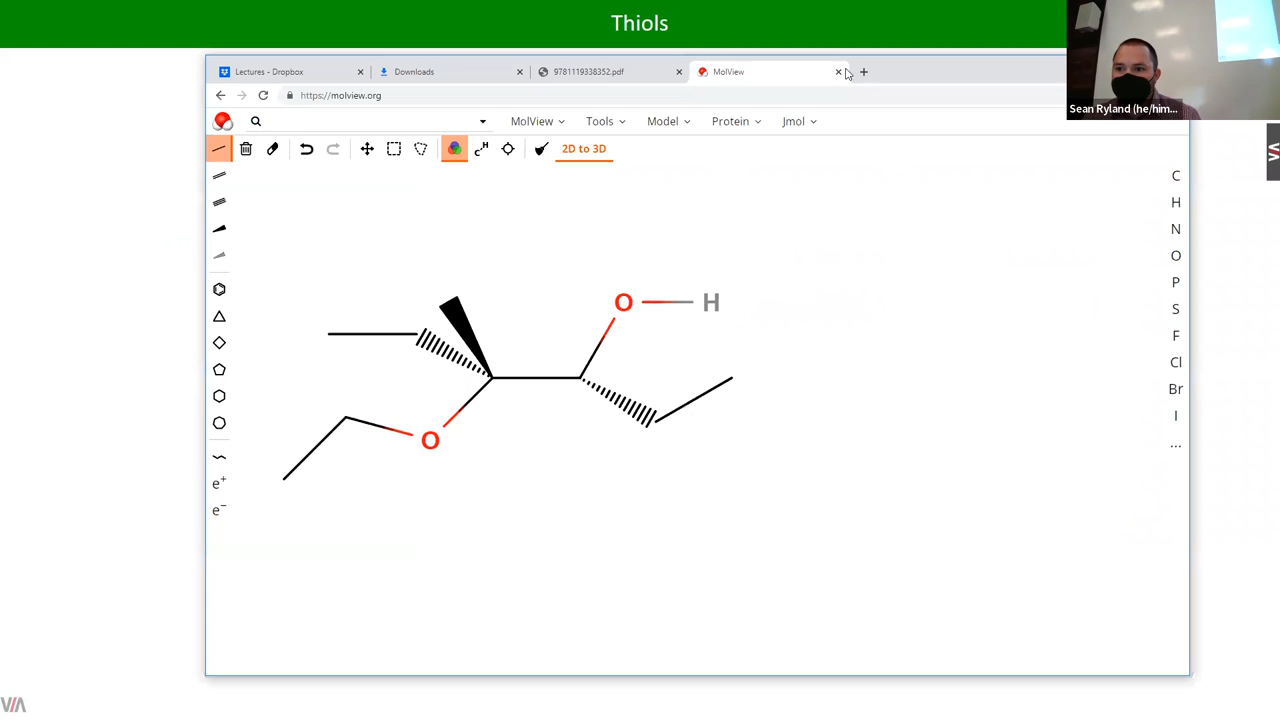 Thiols
Lectures - Dropbox
Downloads
9781119338352.pdf
MolView
https://molview.org
MolView
Tools
Model
Protein
Jmol
C H
2D to 3D
Sean Ryland (he/him...
C
H
N
O
P
S
F
Cl
Br
I
...
O H
O
e+
e−
VIA